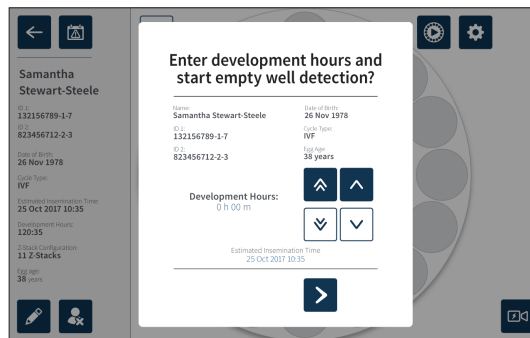 Samantha
Stewart-Steele
ID 1:
132156789-1-7
ID 2:
823456712-2-3
Date of Birth:
26 Nov 1978
Cycle Type:
IVF
Estimated Insemination Time:
25 Oct 2017 10:35
Development Hours:
120:35
Z-Stack Configuration:
11 Z-Stacks
Egg age:
38 years
Enter development hours and
start empty well detection?
Name:
Samantha Stewart-Steele
Date of Birth:
26 Nov 1978
ID 1:
132156789-1-7
Cycle Type:
IVF
ID 2:
823456712-2-3
Egg Age:
38 years
Development Hours:
0 h 00 m
Estimated Insemination Time
25 Oct 2017 10:35